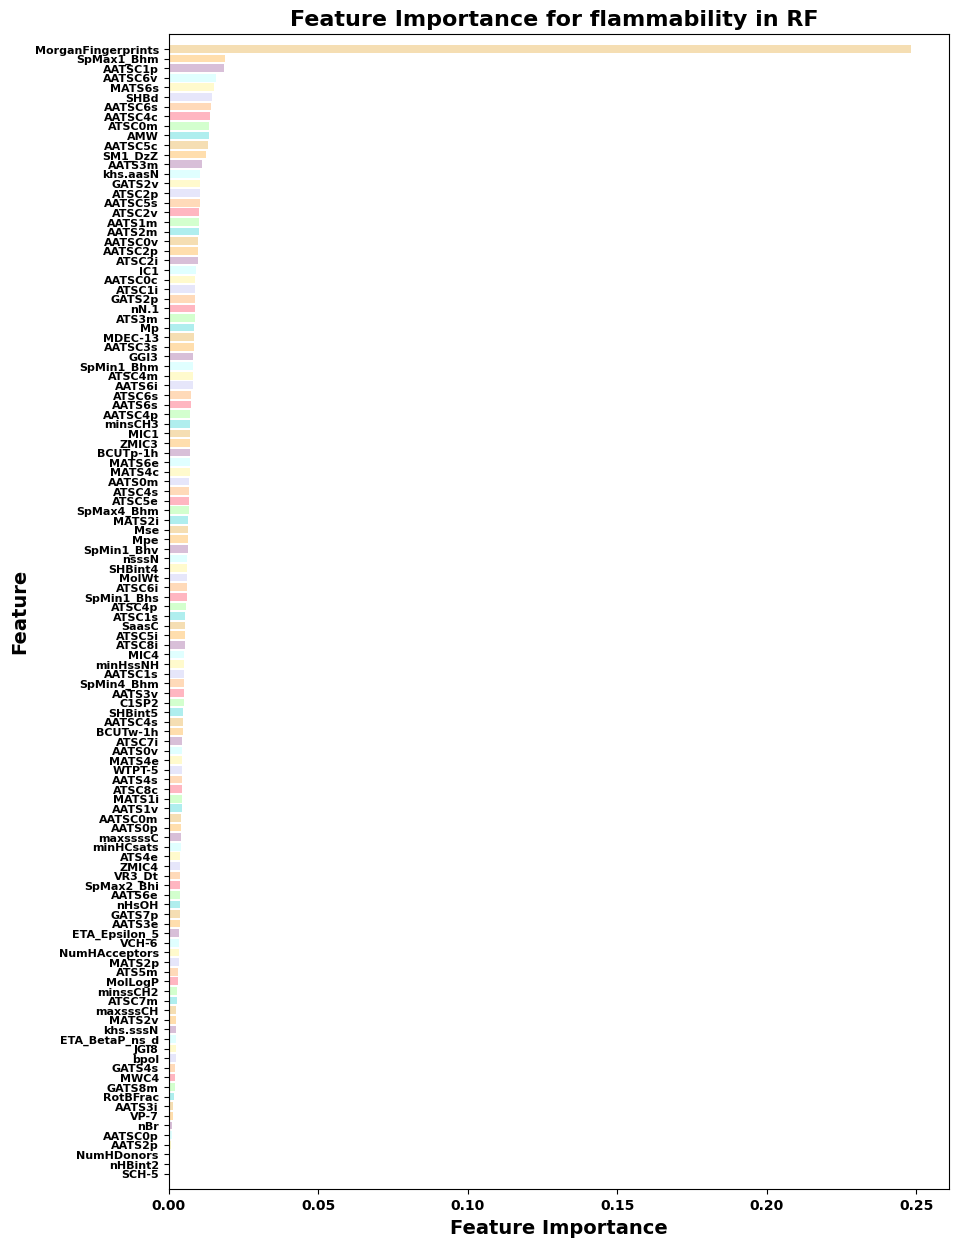 Feature Importance for flammability in RF
MorganFingerprints
SpMax1_Bhm
AATSC1p
AATSC6v
MATS6s
SHBd
AATSC6s
AATSC4c
ATSC0m
AMW
AATSC5c
SM1_DzZ
AATS3m
khs.aasN
GATS2v
ATSC2p
AATSC5s
ATSC2v
AATS1m
AATS2m
AATSC0v
AATSC2p
ATSC2i
IC1
AATSC0c
ATSC1i
GATS2p
nN.1
ATS3m
Mp
MDEC-13
AATSC3s
GGI3
SpMin1_Bhm
ATSC4m
AATS6i
ATSC6s
AATS6s
AATSC4p
minsCH3
MIC1
ZMIC3
BCUTp-1h
MATS6e
MATS4c
AATS0m
ATSC4s
ATSC5e
SpMax4_Bhm
MATS2i
Mse
Mpe
SpMin1_Bhv
nsssN
SHBint4
MolWt
ATSC6i
SpMin1_Bhs
ATSC4p
ATSC1s
SaasC
ATSC5i
ATSC8i
MIC4
minHssNH
AATSC1s
SpMin4_Bhm
AATS3v
C1SP2
SHBint5
AATSC4s
BCUTw-1h
ATSC7i
AATS0v
MATS4e
WTPT-5
AATS4s
ATSC8c
MATS1i
AATS1v
AATSC0m
AATS0p
maxssssC
minHCsats
ATS4e
ZMIC4
VR3_Dt
SpMax2_Bhi
AATS6e
nHsOH
GATS7p
AATS3e
ETA_Epsilon_5
VCH-6
NumHAcceptors
MATS2p
ATS5m
MolLogP
minssCH2
ATSC7m
maxsssCH
MATS2v
khs.sssN
ETA_BetaP_ns_d
JGI8
bpol
GATS4s
MWC4
GATS8m
RotBFrac
AATS3i
VP-7
nBr
AATSC0p
AATS2p
NumHDonors
nHBint2
SCH-5
Feature
0.00 0.05 0.10 0.15 0.20 0.25
Feature Importance